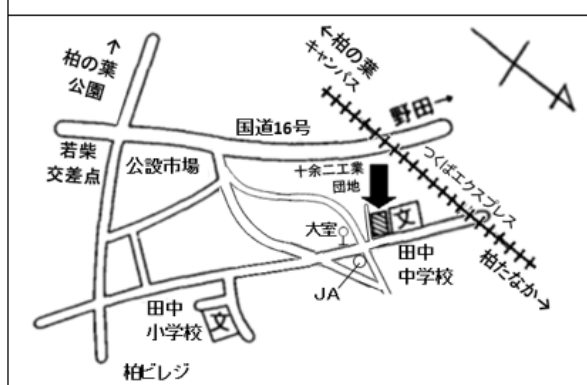 ↑
柏の葉
公園
←柏の葉
キャンパス
野田→
国道16号
若柴
交差点
公設市場
十余二工業
団地
つくばエクスプレス
文
大室
田中
中学校
柏たなか→
JA
田中
小学校
文
柏ビレジ